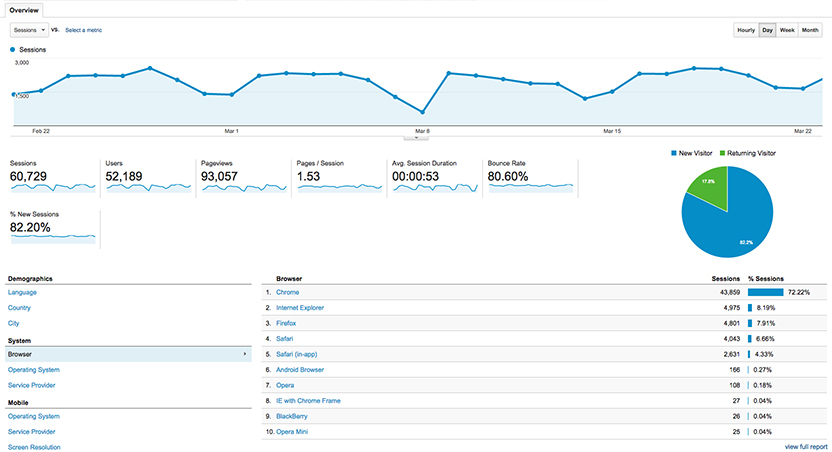 Overview
Sessions vs. Select a metric Hourly Day Week Month
Sessions
3,000
1,500
Feb 22 Mar 1 Mar 8 Mar 15 Mar 22
New Visitor Returning Visitor
Sessions Users Pageviews Pages / Session Avg. Session Duration Bounce Rate
60,729 52,189 93,057 1.53 00:00:53 80.60%
% New Sessions
82.20%
17.8%
82.2%
Demographics
Language
Country
City
System
Browser
Operating System
Service Provider
Mobile
Operating System
Service Provider
Screen Resolution
Browser Sessions % Sessions
1. Chrome 43,859 72.22%
2. Internet Explorer 4,975 8.19%
3. Firefox 4,801 7.91%
4. Safari 4,043 6.66%
5. Safari (in-app) 2,631 4.33%
6. Android Browser 166 0.27%
7. Opera 108 0.18%
8. IE with Chrome Frame 27 0.04%
9. BlackBerry 26 0.04%
10. Opera Mini 25 0.04%
view full report